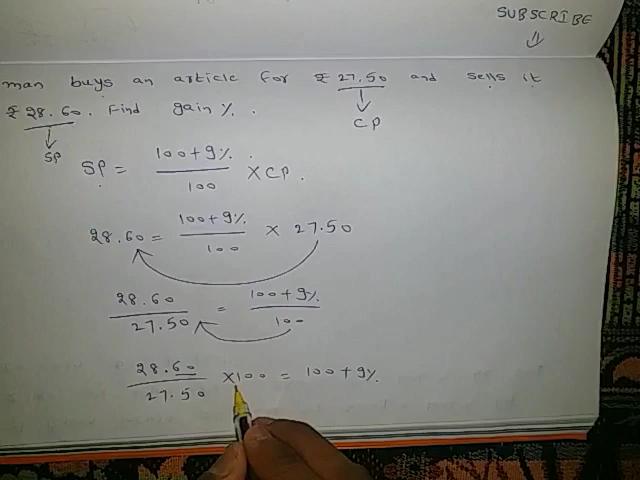 SUBSCRIBE
man buys an article for ₹ 27.50 and sells it
₹ 28.60. Find gain %.
CP
SP
SP = 100+g% / 100 × CP.
28.60 = 100+g% / 100 × 27.50
28.60 / 27.50 = 100+g% / 100
28.60 / 27.50 ×100 = 100+g%.